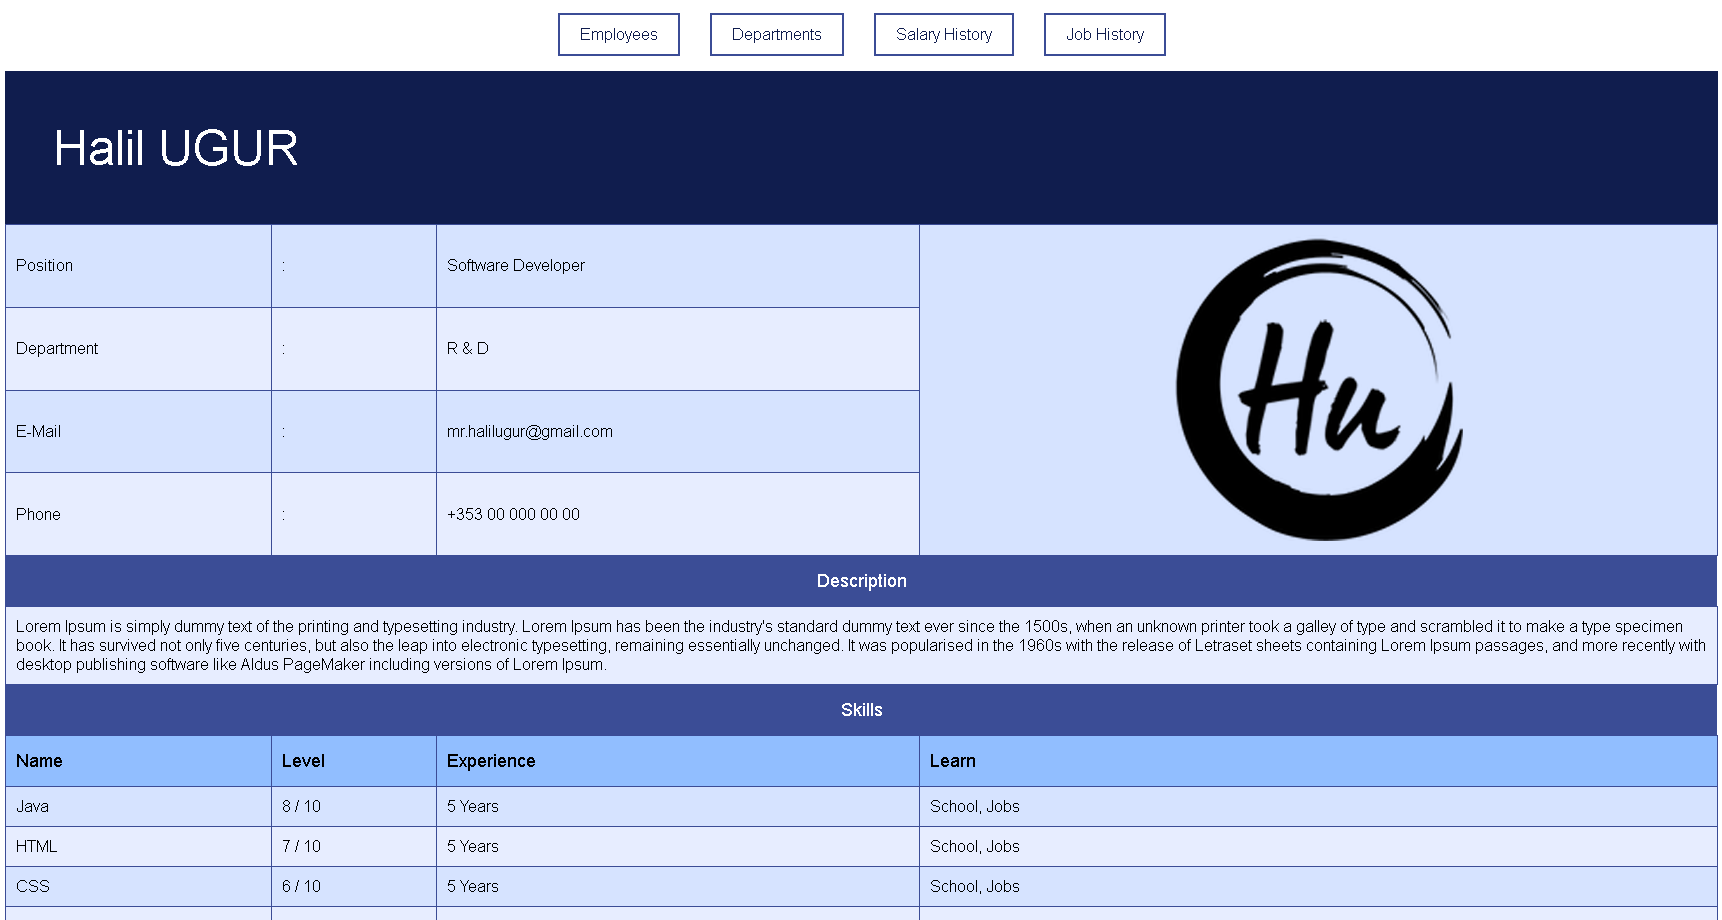 Employees Departments Salary History Job History
Halil UGUR
Position : Software Developer
Hu
Department : R & D
E-Mail : mr.halilugur@gmail.com
Phone : +353 00 000 00 00
Description
Lorem Ipsum is simply dummy text of the printing and typesetting industry. Lorem Ipsum has been the industry's standard dummy text ever since the 1500s, when an unknown printer took a galley of type and scrambled it to make a type specimen
book. It has survived not only five centuries, but also the leap into electronic typesetting, remaining essentially unchanged. It was popularised in the 1960s with the release of Letraset sheets containing Lorem Ipsum passages, and more recently with
desktop publishing software like Aldus PageMaker including versions of Lorem Ipsum.
Skills
Name Level Experience Learn
Java 8 / 10 5 Years School, Jobs
HTML 7 / 10 5 Years School, Jobs
CSS 6 / 10 5 Years School, Jobs